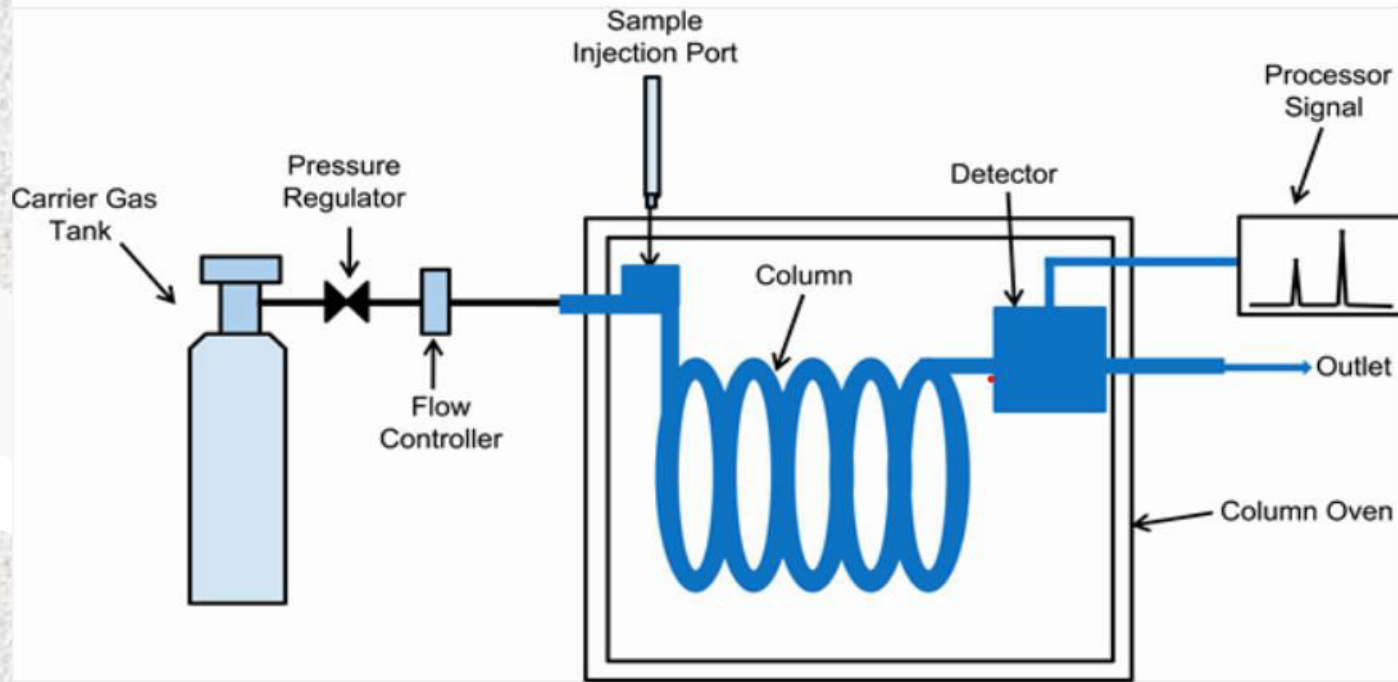 Sample
Injection Port
Processor
Signal
Pressure
Regulator
Detector
Carrier Gas
Tank
Column
Flow
Controller
Outlet
Column Oven